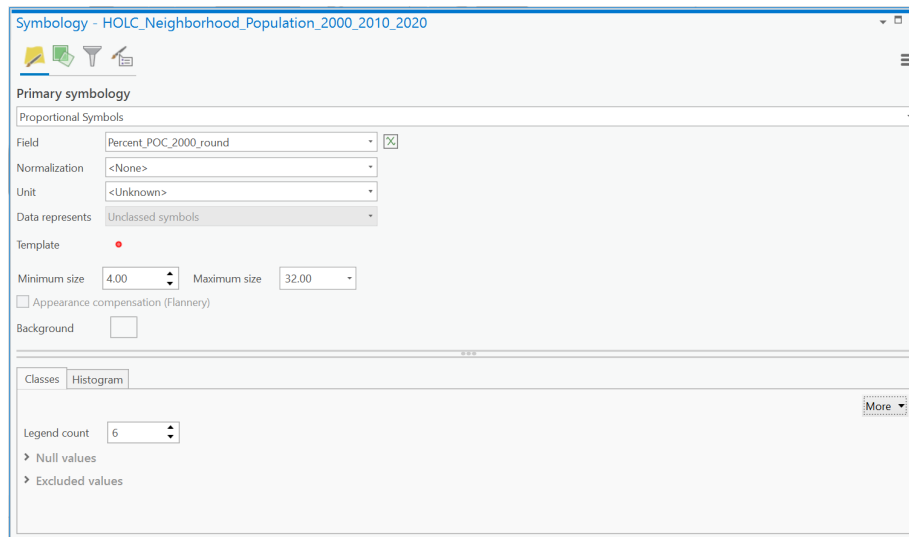 Symbology - HOLC_Neighborhood_Population_2000_2010_2020
Primary symbology
Proportional Symbols
Field Percent_POC_2000_round
Normalization <None>
Unit <Unknown>
Data represents Unclassed symbols
Template
Minimum size 4.00 Maximum size 32.00
Appearance compensation (Flannery)
Background
Classes Histogram
More
Legend count 6
Null values
Excluded values